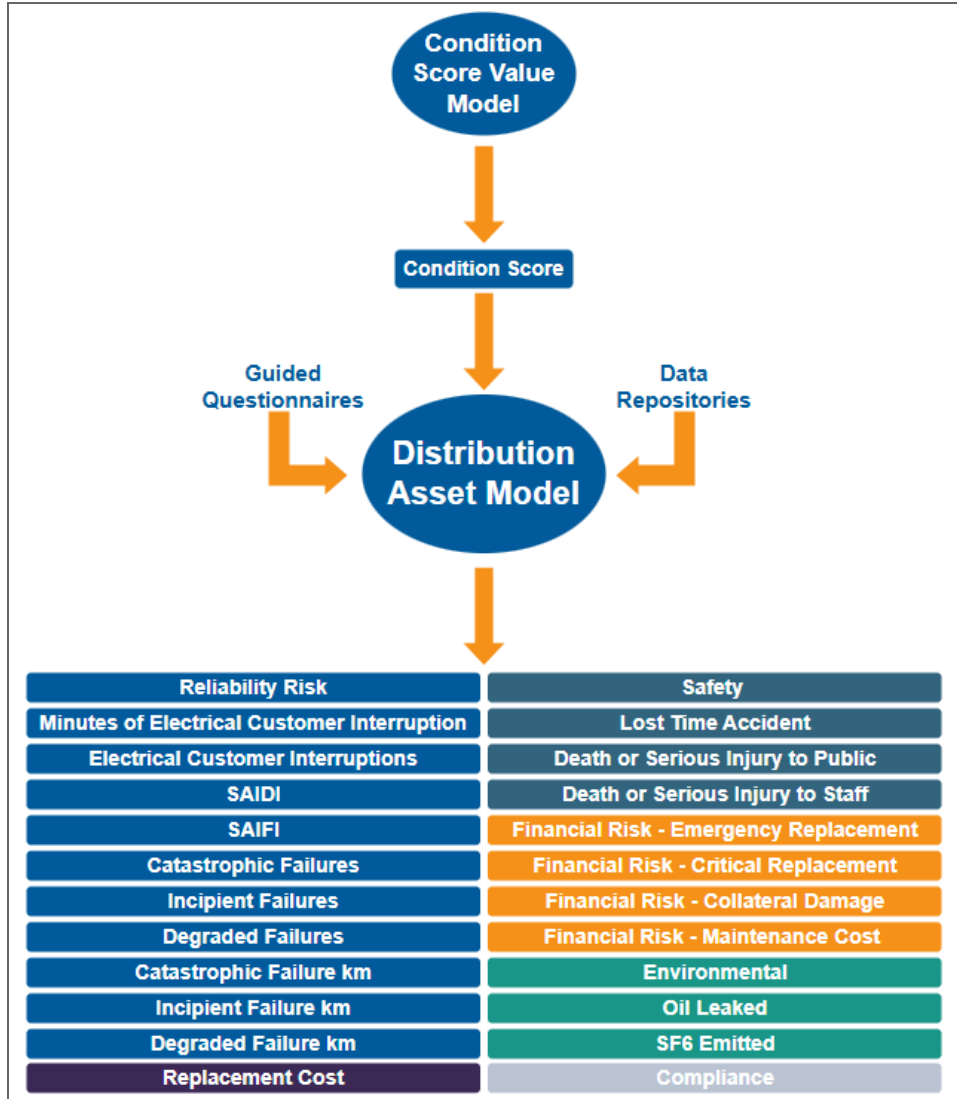 Condition
Score Value
Model
Condition Score
Guided
Questionnaires
Data
Repositories
Distribution
Asset Model
Reliability Risk
Safety
Minutes of Electrical Customer Interruption
Lost Time Accident
Electrical Customer Interruptions
Death or Serious Injury to Public
SAIDI
Death or Serious Injury to Staff
SAIFI
Financial Risk - Emergency Replacement
Catastrophic Failures
Financial Risk - Critical Replacement
Incipient Failures
Financial Risk - Collateral Damage
Degraded Failures
Financial Risk - Maintenance Cost
Catastrophic Failure km
Environmental
Incipient Failure km
Oil Leaked
Degraded Failure km
SF6 Emitted
Replacement Cost
Compliance